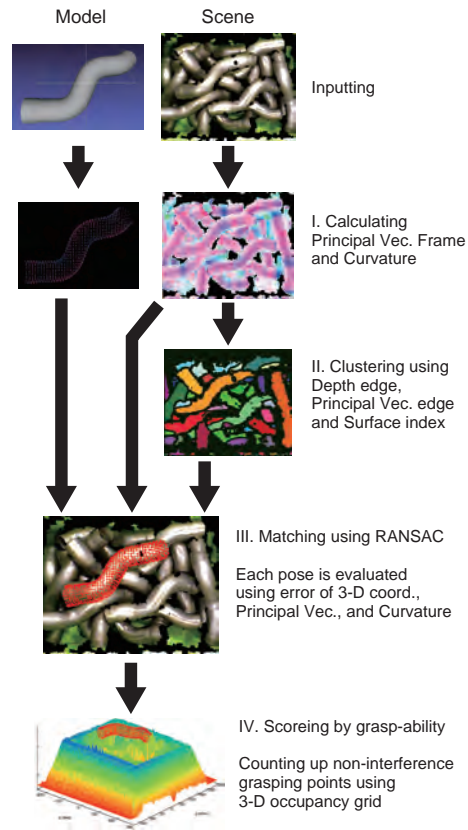 Model
Scene
Inputting
I. Calculating
Principal Vec. Frame
and Curvature
II. Clustering using
Depth edge,
Principal Vec. edge
and Surface index
III. Matching using RANSAC
Each pose is evaluated
using error of 3-D coord.,
Principal Vec., and Curvature
IV. Scoreing by grasp-ability
Counting up non-interference
grasping points using
3-D occupancy grid